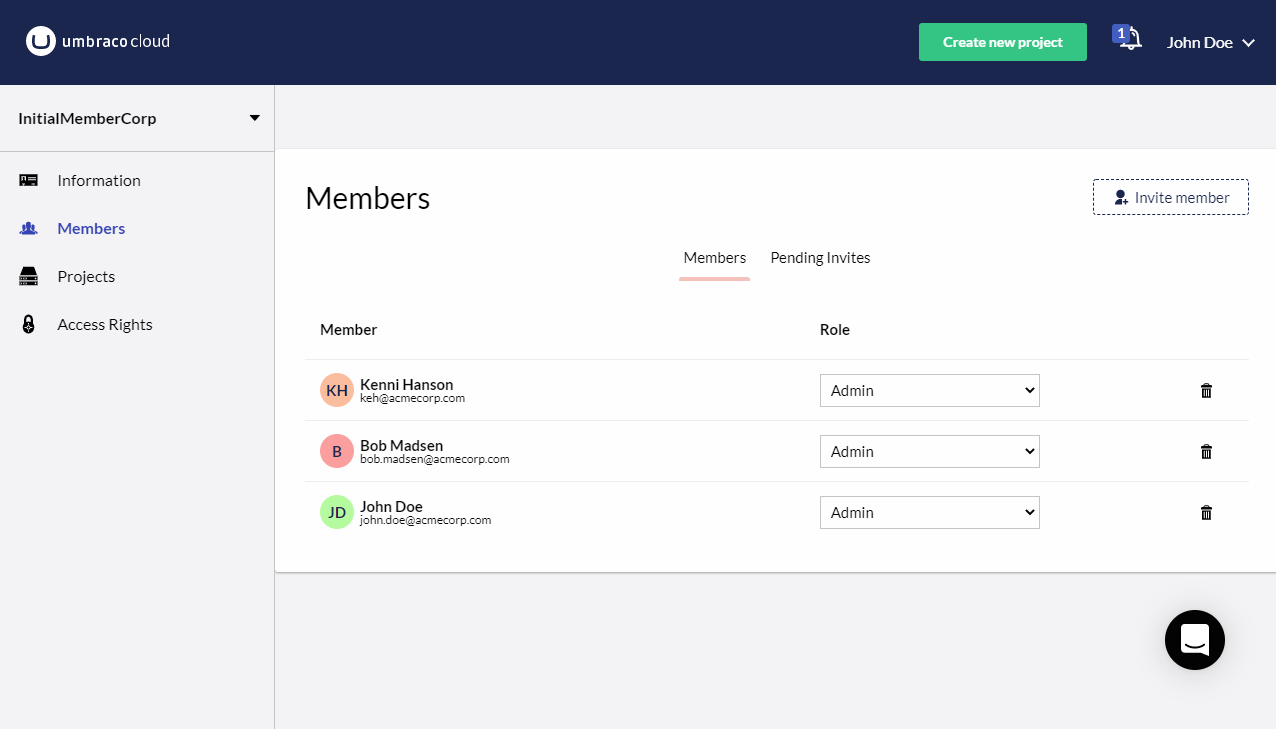 umbraco cloud
Create new project
1
John Doe
InitialMemberCorp
Information
Members
Projects
Access Rights
Members
Invite member
Members
Pending Invites
Member
Role
KH
Kenni Hanson
keh@acmecorp.com
Admin
B
Bob Madsen
bob.madsen@acmecorp.com
Admin
JD
John Doe
john.doe@acmecorp.com
Admin